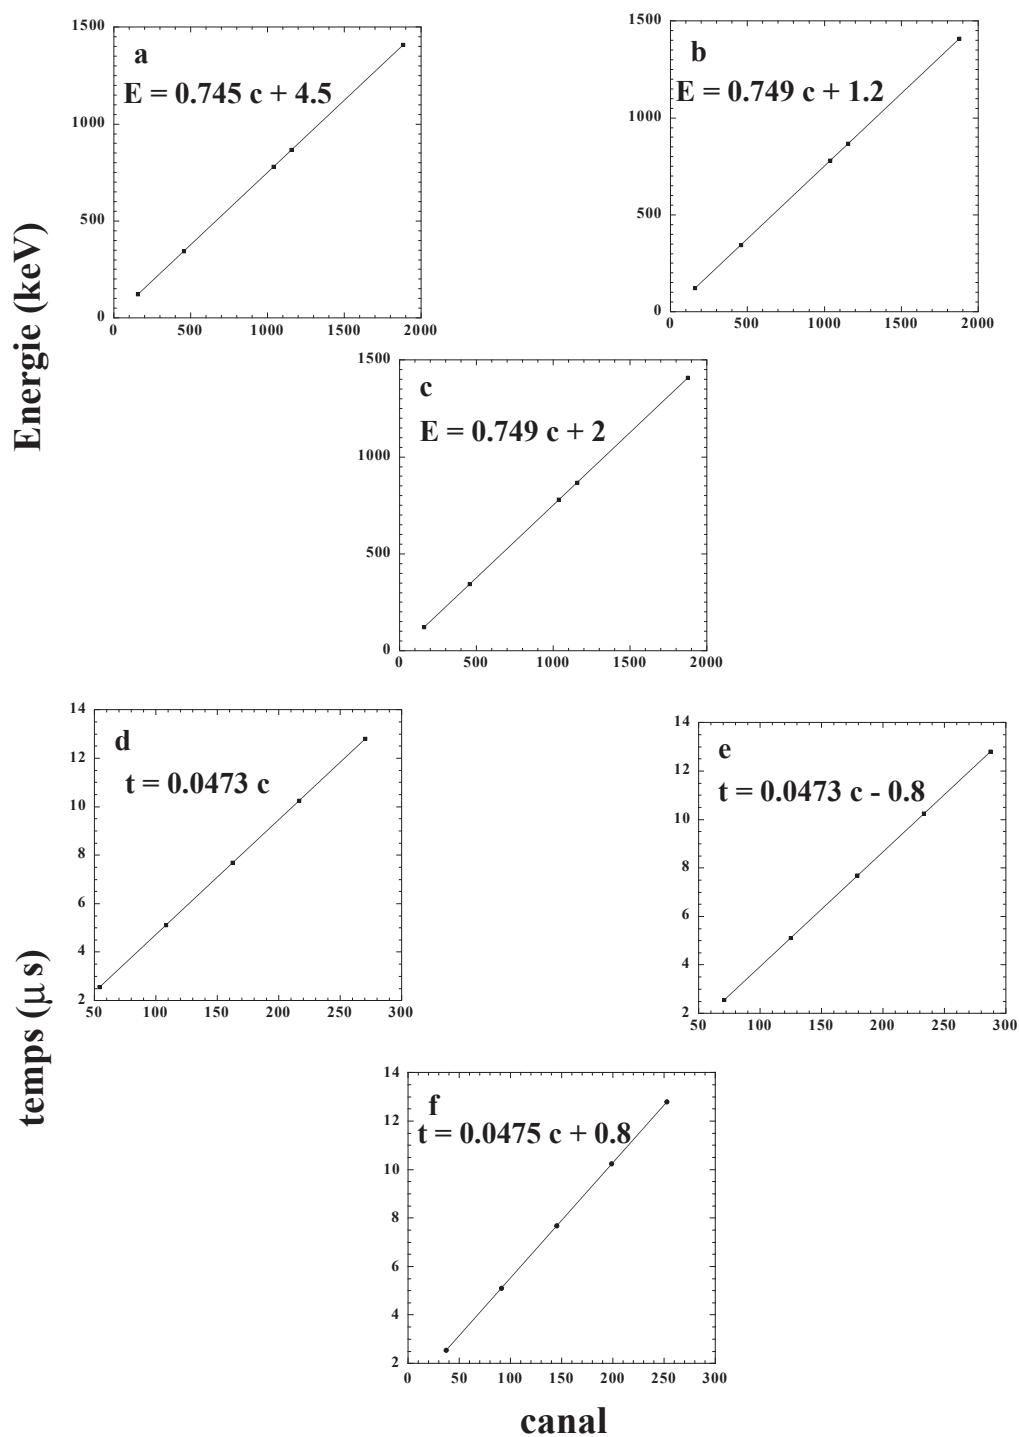 Energie (keV)
a
E = 0.745 c + 4.5
1500
1000
500
0
0 500 1000 1500 2000
b
E = 0.749 c + 1.2
1500
1000
500
0
0 500 1000 1500 2000
c
E = 0.749 c + 2
1500
1000
500
0
0 500 1000 1500 2000
temps (μ s)
d
t = 0.0473 c
14
12
10
8
6
4
2
50 100 150 200 250 300
e
t = 0.0473 c - 0.8
14
12
10
8
6
4
2
50 100 150 200 250 300
f
t = 0.0475 c + 0.8
14
12
10
8
6
4
2
0 50 100 150 200 250 300
canal